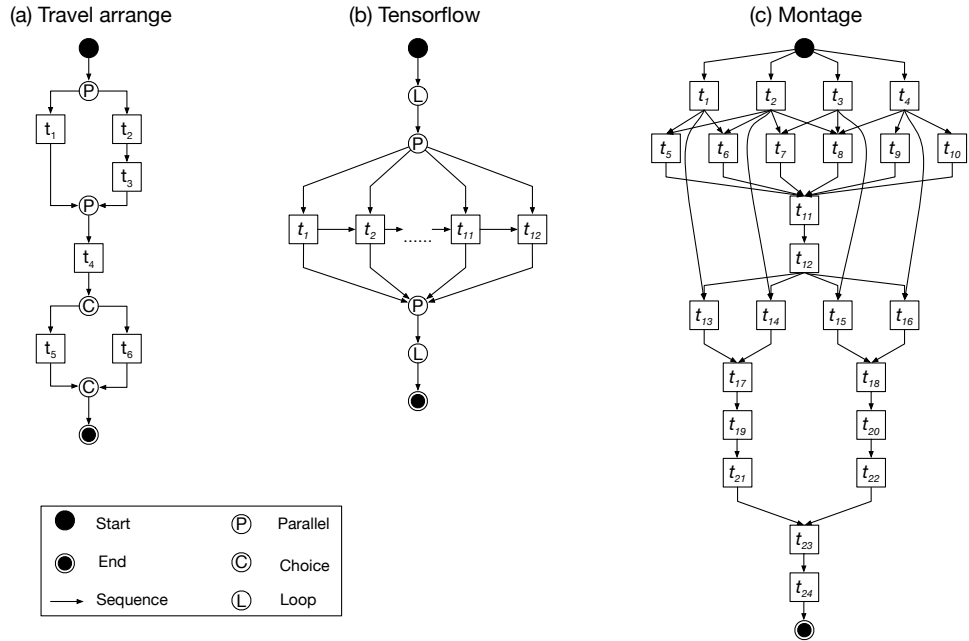 (a) Travel arrange
(b) Tensorflow
(c) Montage
P
t1
t2
t3
P
t4
C
t5
t6
C
L
P
t1
t2
......
t11
t12
P
L
t1
t2
t3
t4
t5
t6
t7
t8
t9
t10
t11
t12
t13
t14
t15
t16
t17
t18
t19
t20
t21
t22
t23
t24
Start
P Parallel
End
C Choice
Sequence
L Loop